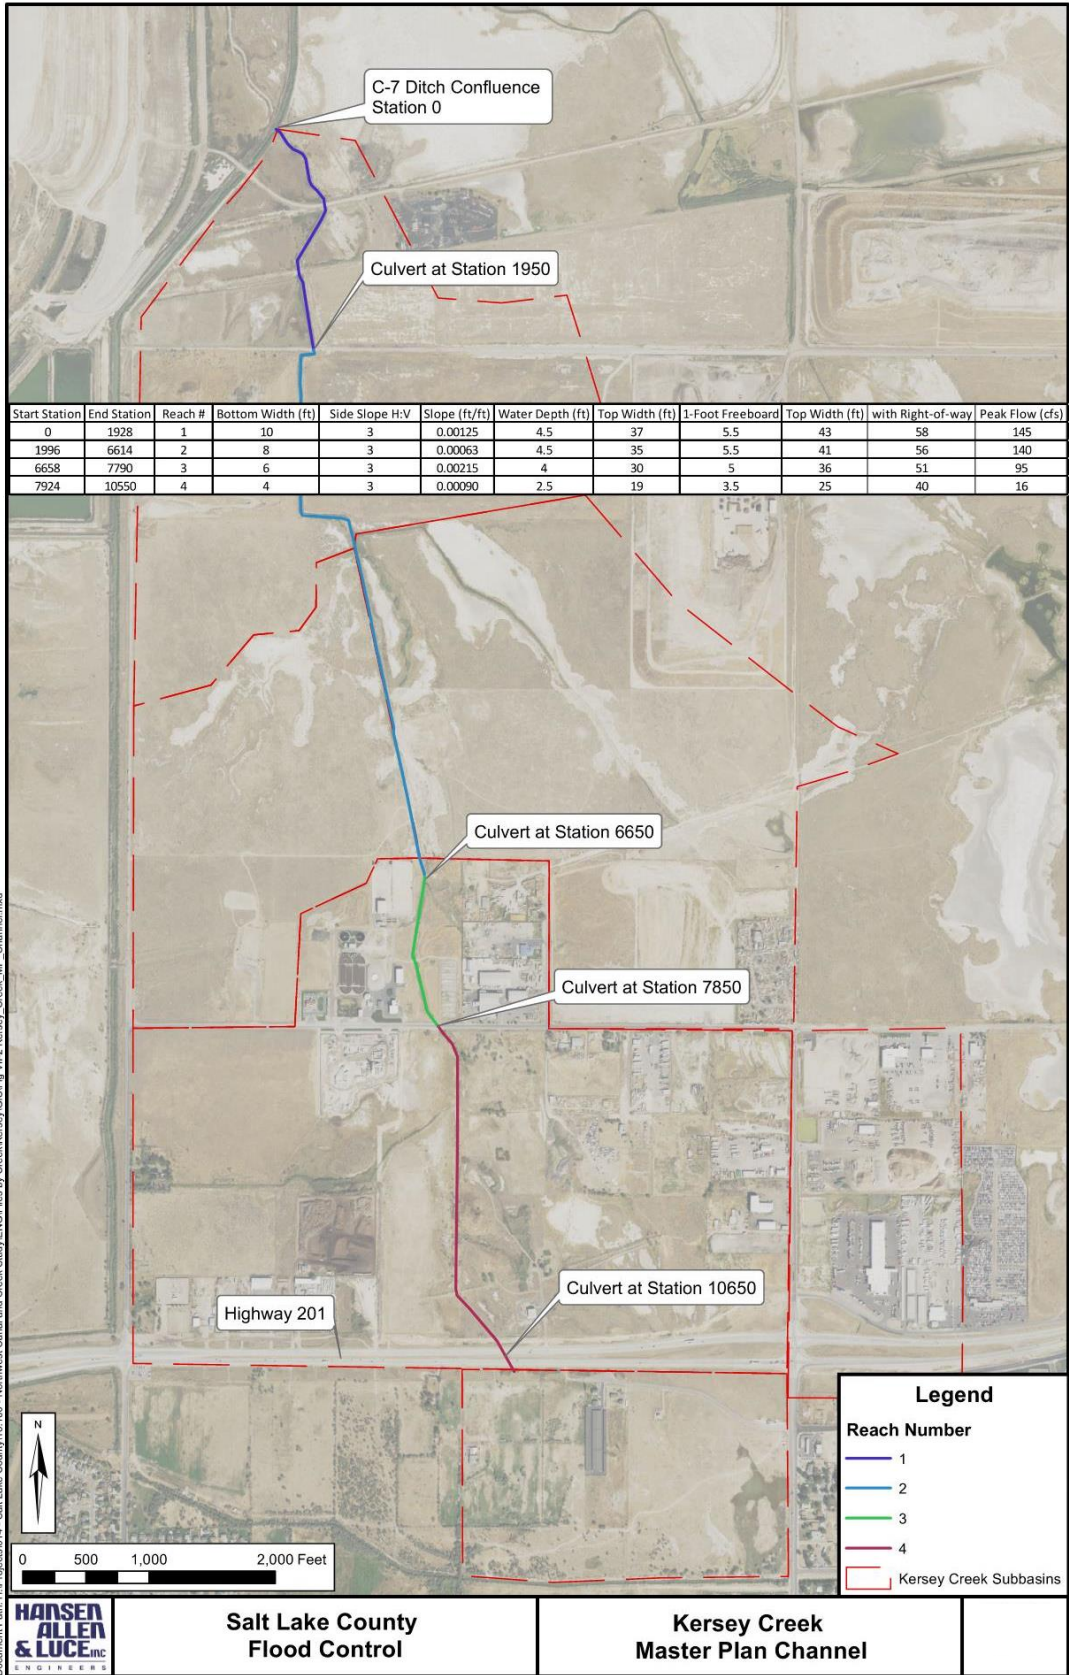 C-7 Ditch Confluence
Station 0
Culvert at Station 1950
Start Station End Station Reach # Bottom Width (ft) Side Slope H:V Slope (ft/ft) Water Depth (ft) Top Width (ft) 1-Foot Freeboard Top Width (ft) with Right-of-way Peak Flow (cfs)
0 1928 1 10 3 0.00125 4.5 37 5.5 43 58 145
1996 6614 2 8 3 0.00063 4.5 35 5.5 41 56 140
6658 7790 3 6 3 0.00215 4 30 5 36 51 95
7924 10550 4 4 3 0.00090 2.5 19 3.5 25 40 16
Culvert at Station 6650
Culvert at Station 7850
Culvert at Station 10650
Highway 201
N
0 500 1,000 2,000 Feet
Legend
Reach Number
1
2
3
4
Kersey Creek Subbasins
HANSEN
ALLEN
& LUCE INC
ENGINEERS
Salt Lake County
Flood Control
Kersey Creek
Master Plan Channel